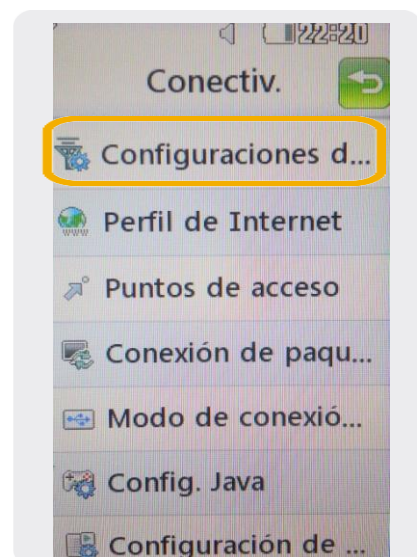 22:20
Conectiv.
Configuraciones d...
Perfil de Internet
www
Puntos de acceso
Conexión de paqu...
Modo de conexió...
Config. Java
Configuración de ...